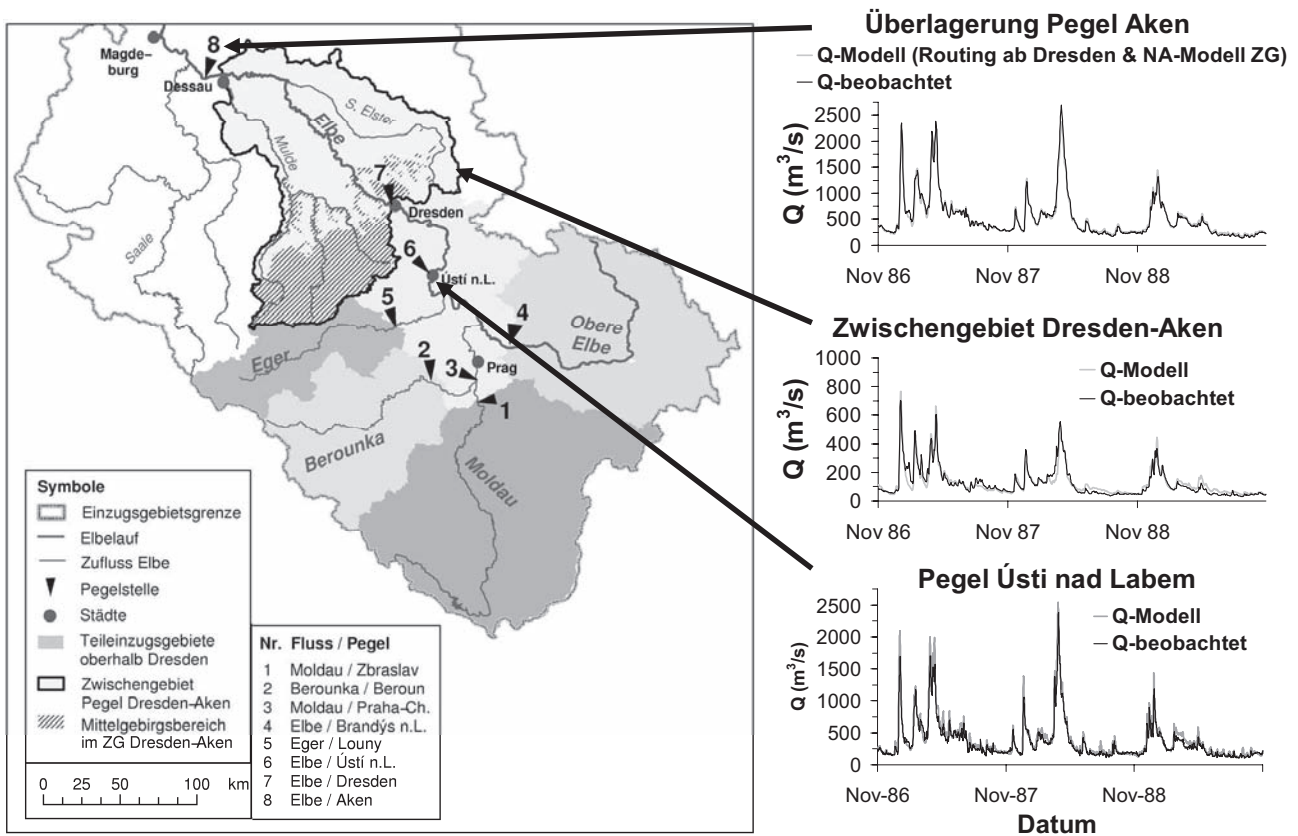 Magde-
burg
8
Dessau
Elbe
S. Elster
Mulde
7
Dresden
Saale
6
Ústí n.L.
5
4
Obere
Elbe
Eger
2
3
Prag
1
Berounka
Moldau
Symbole
Einzugsgebietsgrenze
Elbelauf
Zufluss Elbe
Pegelstelle
Städte
Teileinzugsgebiete
oberhalb Dresden
Zwischengebiet
Pegel Dresden-Aken
Mittelgebirgsbereich
im ZG Dresden-Aken
0 25 50 100 km
Nr. Fluss / Pegel
1 Moldau / Zbraslav
2 Berounka / Beroun
3 Moldau / Praha-Ch.
4 Elbe / Brandýs n.L.
5 Eger / Louny
6 Elbe / Ústí n.L.
7 Elbe / Dresden
8 Elbe / Aken
Überlagerung Pegel Aken
Q-Modell (Routing ab Dresden & NA-Modell ZG)
Q-beobachtet
Q (m³/s)
2500
2000
1500
1000
500
0
Nov 86 Nov 87 Nov 88
Zwischengebiet Dresden-Aken
Q-Modell
Q-beobachtet
Q (m³/s)
1000
800
600
400
200
0
Nov 86 Nov 87 Nov 88
Pegel Ústi nad Labem
Q-Modell
Q-beobachtet
Q (m³/s)
2500
2000
1500
1000
500
0
Nov-86 Nov-87 Nov-88
Datum